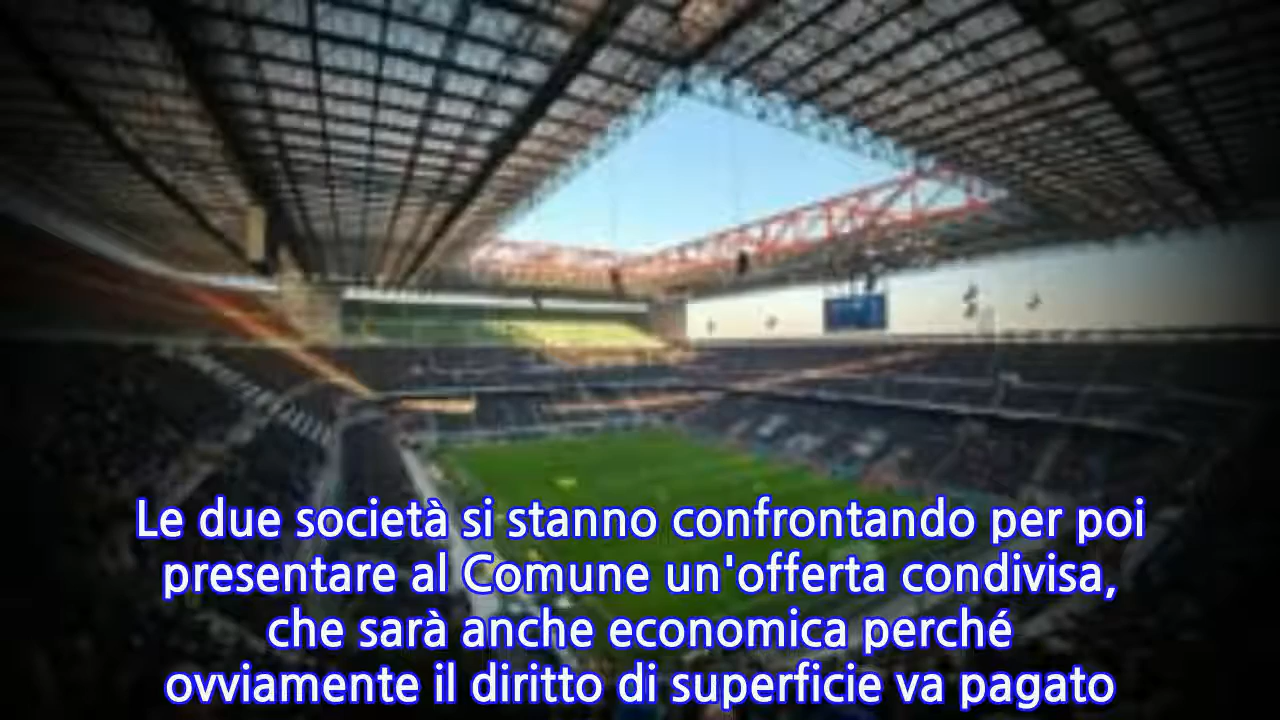 Le due società si stanno confrontando per poi
presentare al Comune un'offerta condivisa,
che sarà anche economica perché
ovviamente il diritto di superficie va pagato